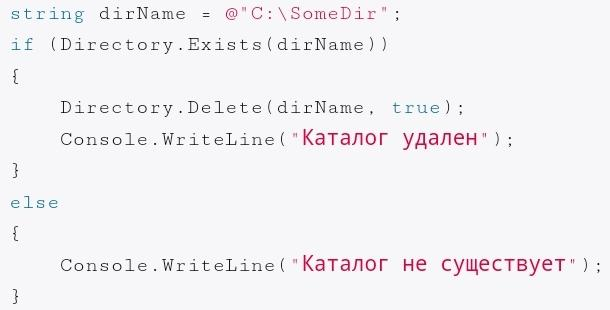 string dirName = @"C:\SomeDir";
if (Directory.Exists(dirName))
{
    Directory.Delete(dirName, true);
    Console.WriteLine("Каталог удален");
}
else
{
    Console.WriteLine("Каталог не существует");
}